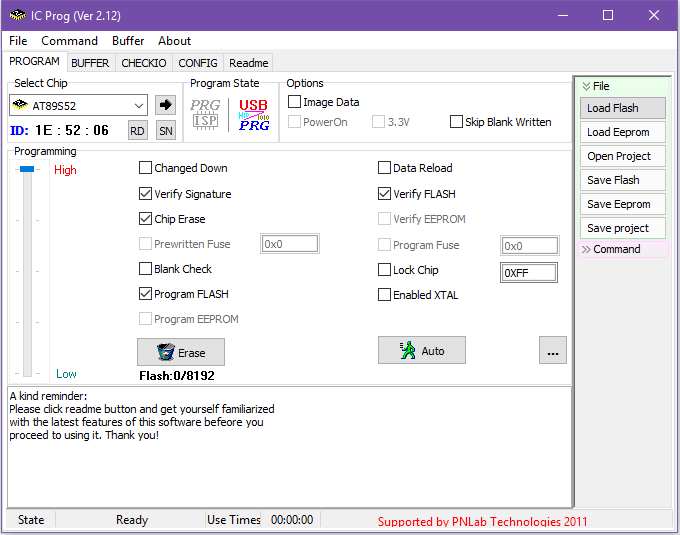 IC Prog (Ver 2.12)
File Command Buffer About
PROGRAM BUFFER CHECKIO CONFIG Readme
Select Chip
AT89S52
ID: 1E : 52 : 06 RD SN
Program State
PRG
ISP
USB
1010
PRG
Options
Image Data
PowerOn 3.3V Skip Blank Written
Programming
High
Low
Changed Down
Verify Signature
Chip Erase
Prewritten Fuse 0x0
Blank Check
Program FLASH
Program EEPROM
Erase
Flash:0/8192
Data Reload
Verify FLASH
Verify EEPROM
Program Fuse 0x0
Lock Chip 0XFF
Enabled XTAL
Auto ...
File
Load Flash
Load Eeprom
Open Project
Save Flash
Save Eeprom
Save project
Command
A kind reminder:
Please click readme button and get yourself familiarized
with the latest features of this software befeore you
proceed to using it. Thank you!
State Ready Use Times 00:00:00 Supported by PNLab Technologies 2011